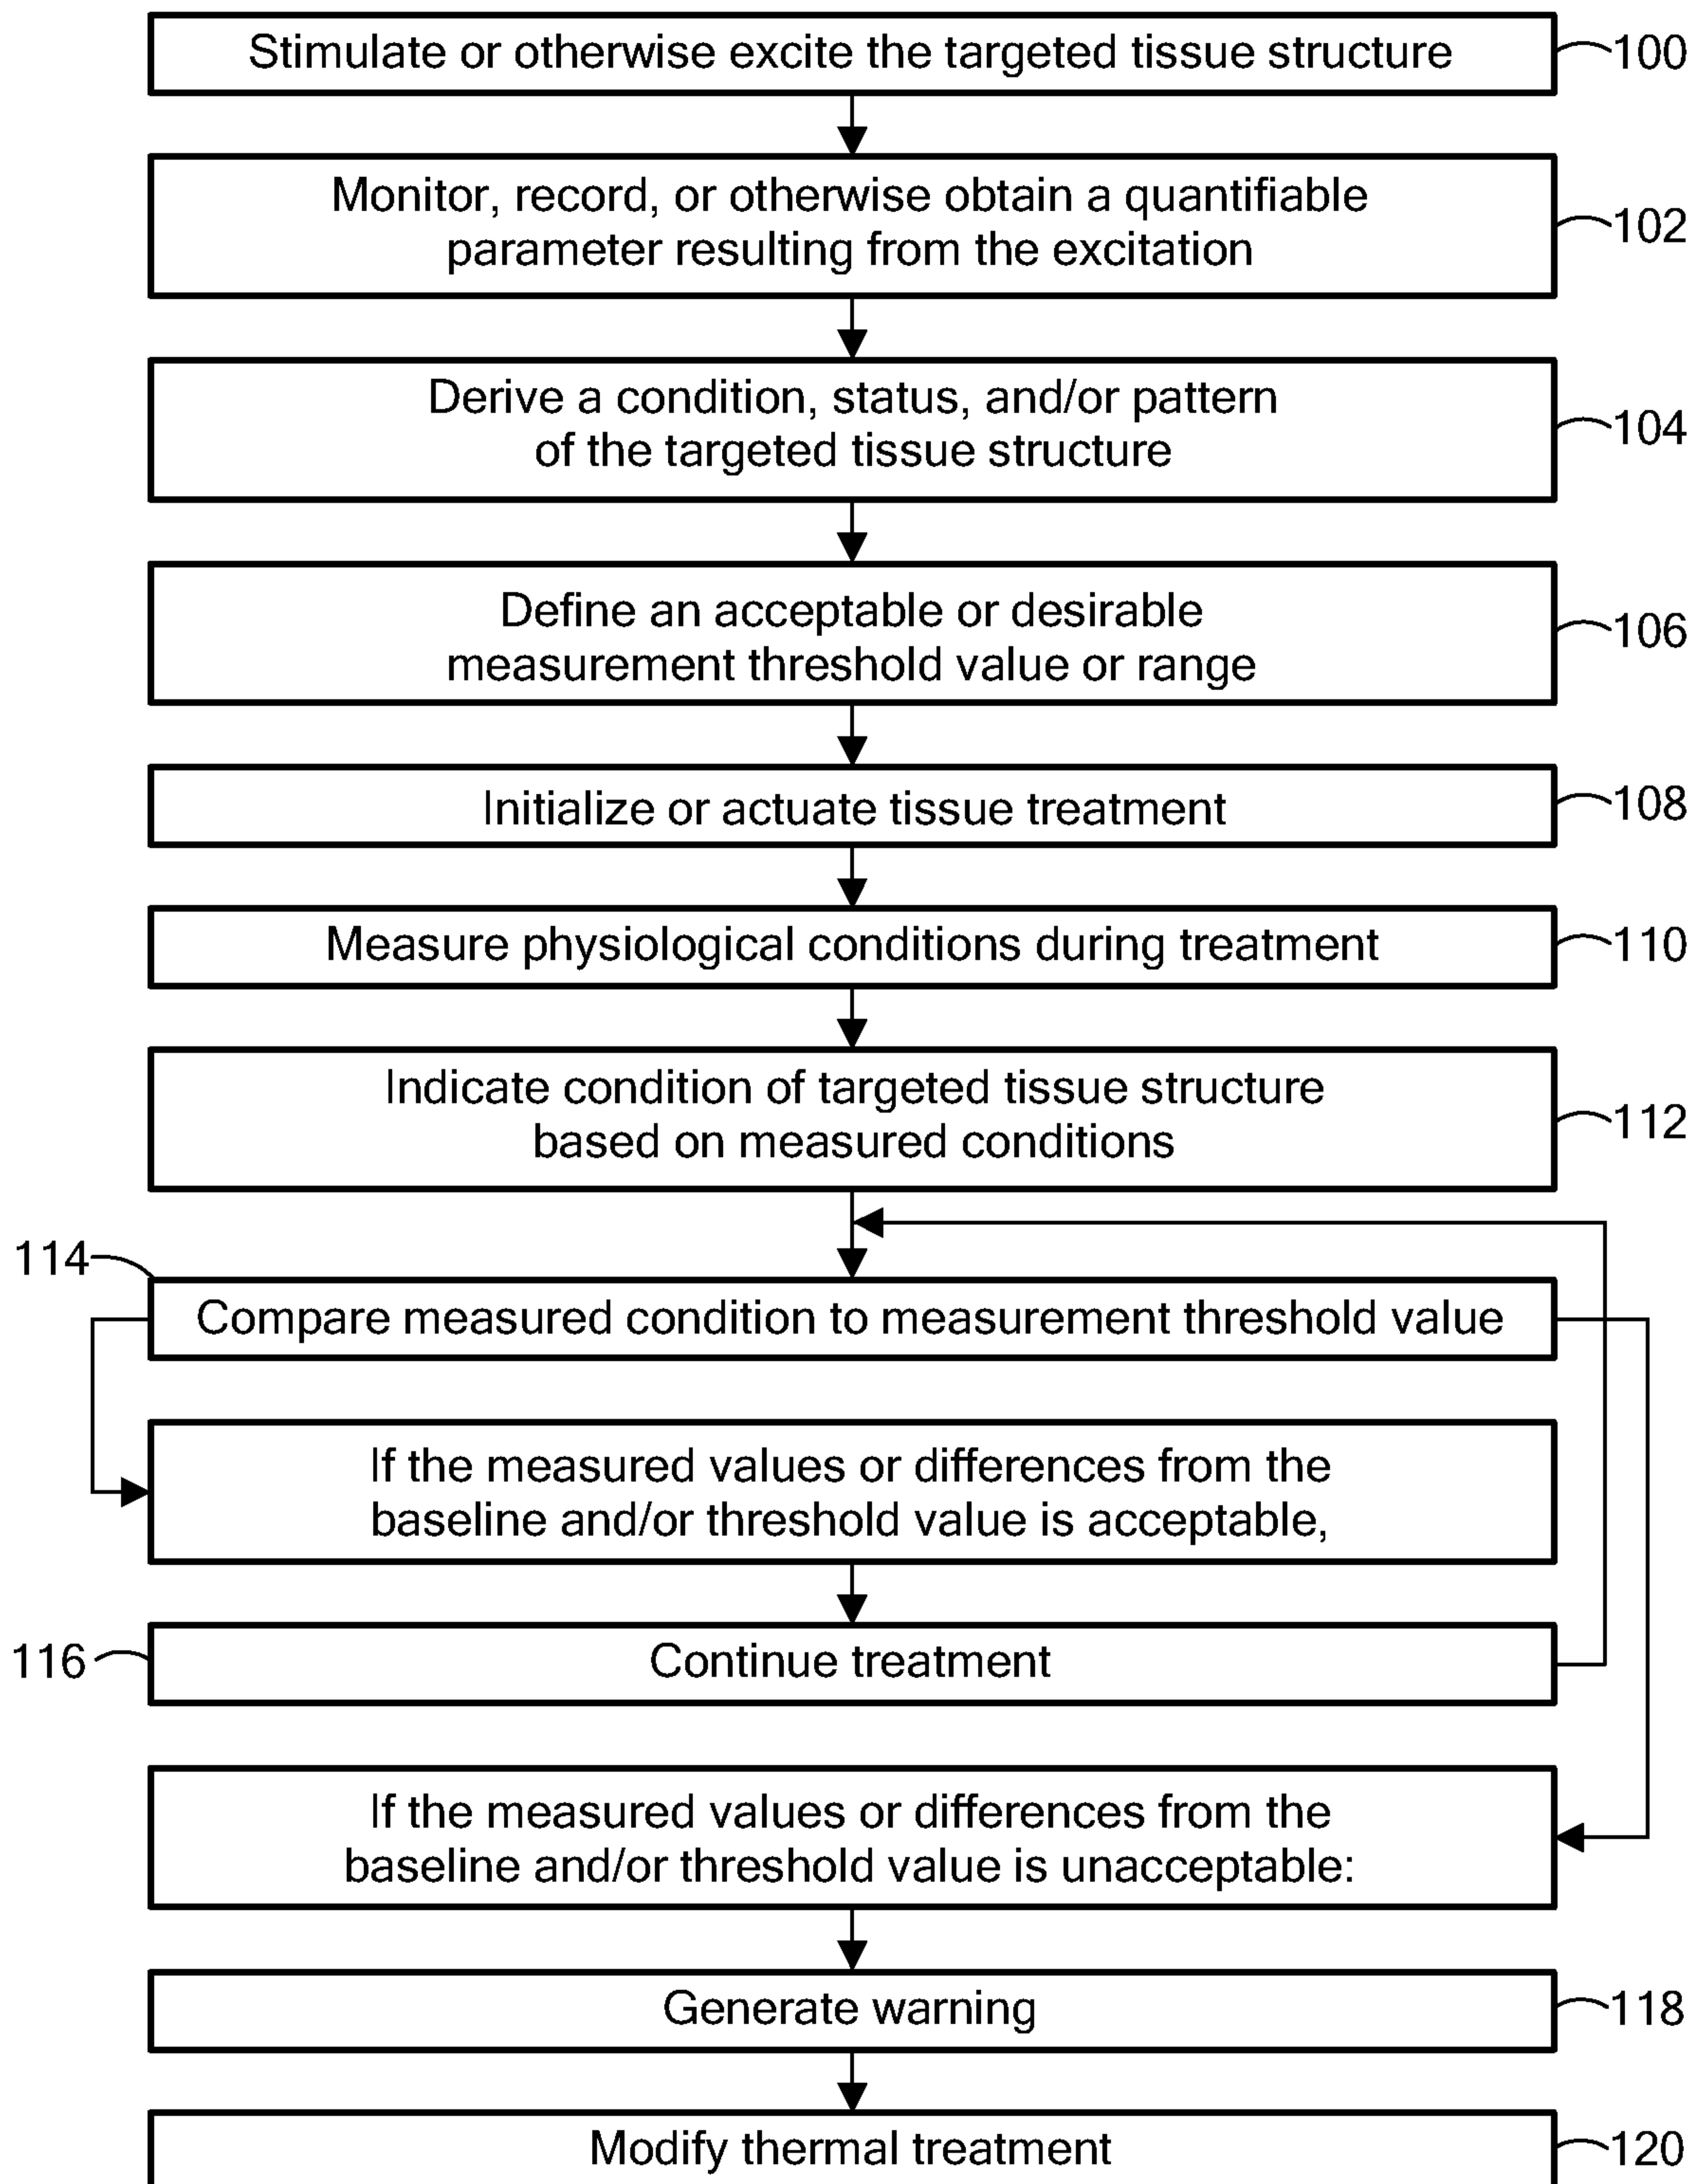 Stimulate or otherwise excite the targeted tissue structure
100
Monitor, record, or otherwise obtain a quantifiable
parameter resulting from the excitation
102
Derive a condition, status, and/or pattern
of the targeted tissue structure
104
Define an acceptable or desirable
measurement threshold value or range
106
Initialize or actuate tissue treatment
108
Measure physiological conditions during treatment
110
Indicate condition of targeted tissue structure
based on measured conditions
112
114
Compare measured condition to measurement threshold value
If the measured values or differences from the
baseline and/or threshold value is acceptable,
116
Continue treatment
If the measured values or differences from the
baseline and/or threshold value is unacceptable:
Generate warning
118
Modify thermal treatment
120